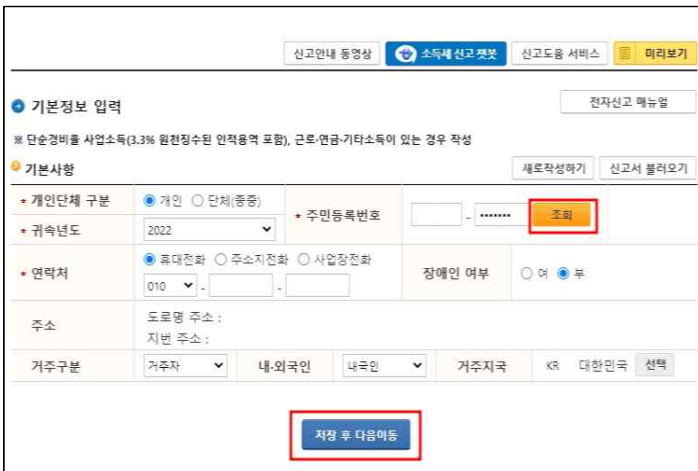 신고안내 동영상 소득세 신고 챗봇 신고도움 서비스 미리보기
기본정보 입력 전자신고 매뉴얼
※ 단순경비율 사업소득(3.3% 원천징수된 인적용역 포함), 근로·연금·기타소득이 있는 경우 작성
기본사항 새로작성하기 신고서 불러오기
* 개인단체 구분 개인 단체(종중) * 주민등록번호 - ••••••• 조회
* 귀속년도 2022
* 연락처 휴대전화 주소지전화 사업장전화 장애인 여부 여 부
010 - -
주소 도로명 주소 :
지번 주소 :
거주구분 거주자 내·외국인 내국인 거주지국 KR 대한민국 선택
저장 후 다음이동